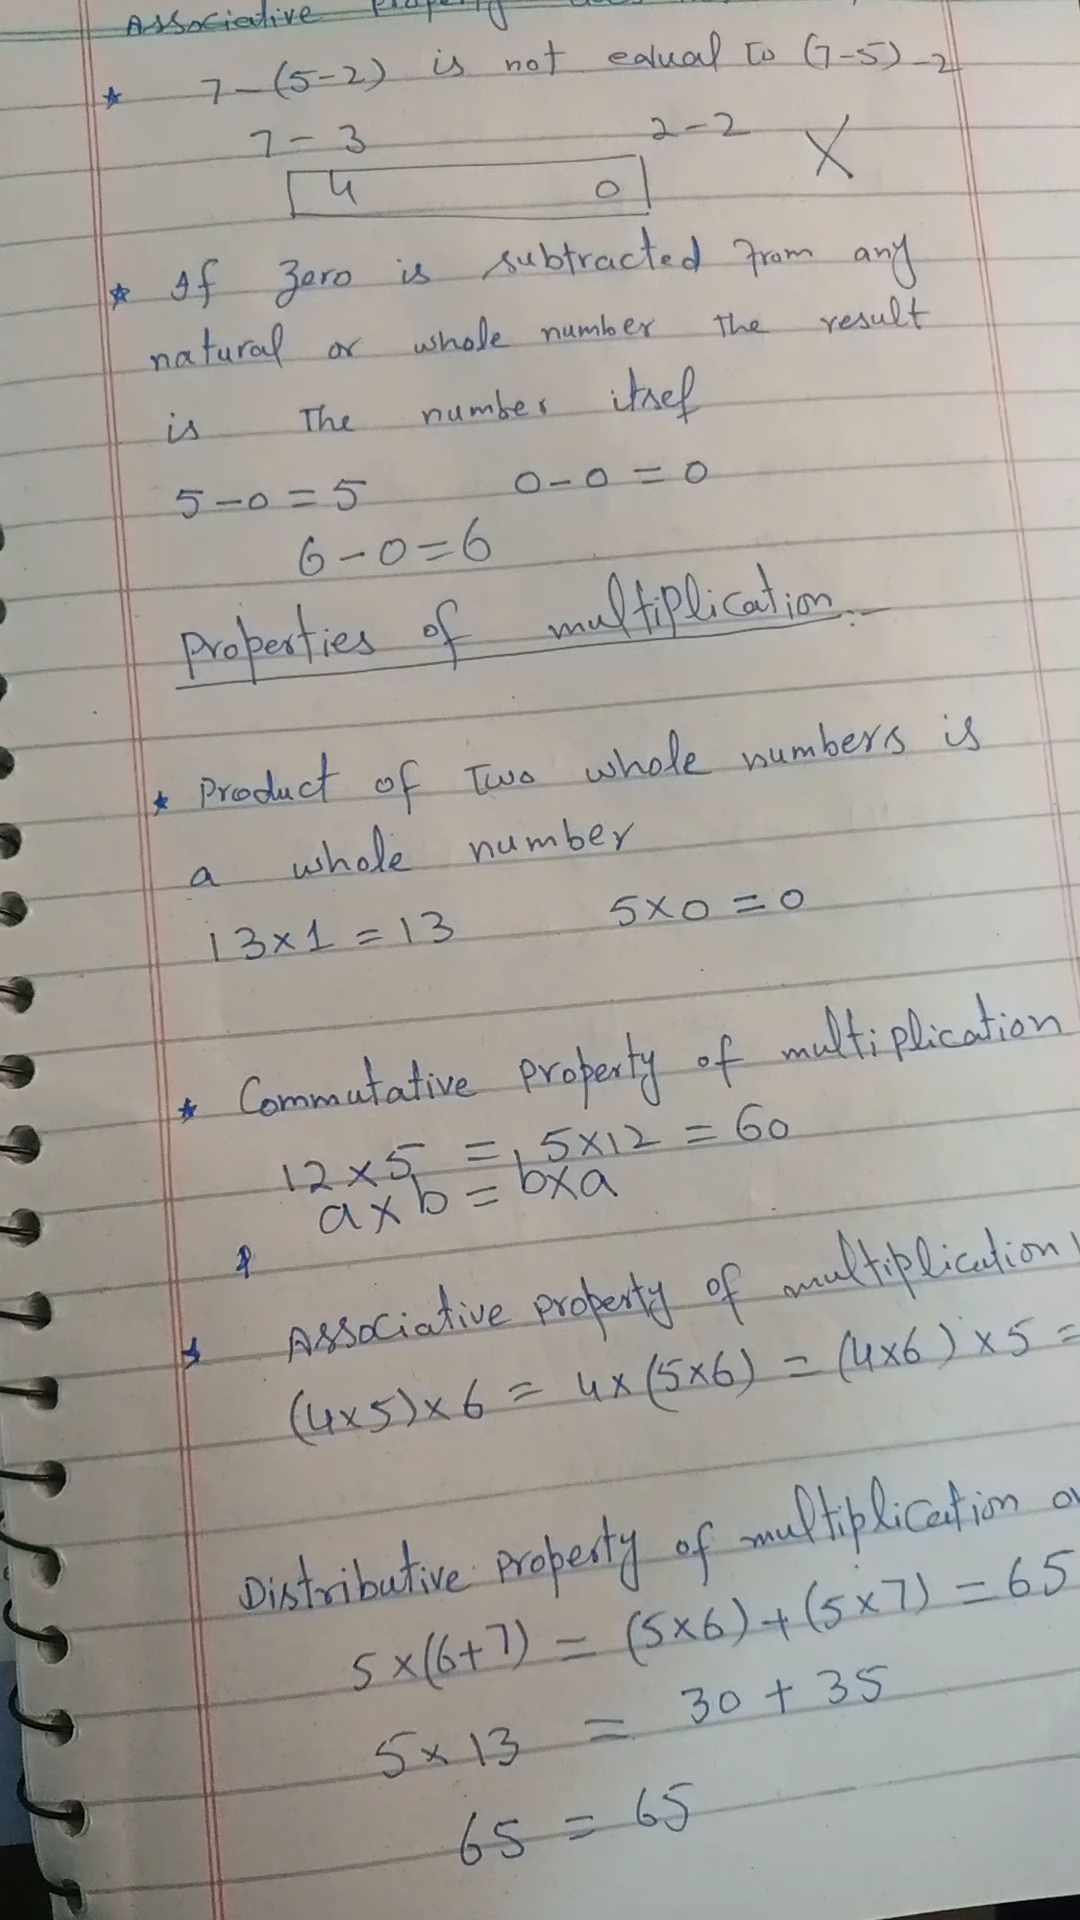 Associative Property
* 7-(5-2) is not eaual to (7-5)-2
7-3 2-2 X
4 0
* If zero is subtracted from any
natural or whole number the result
is The number itsef
5-0=5 0-0=0
6-0=6
Properties of multiplication:-
* Product of Two whole numbers is
a whole number
13×1=13 5×0=0
* Commutative property of multiplication
12×5 = 5×12 = 60
a×b = b×a
* Associative property of multiplication
(4×5)×6 = 4×(5×6) = (4×6)×5 =
Distributive property of multiplication
5×(6+7) = (5×6)+(5×7) = 65
5×13 = 30+35
65 = 65